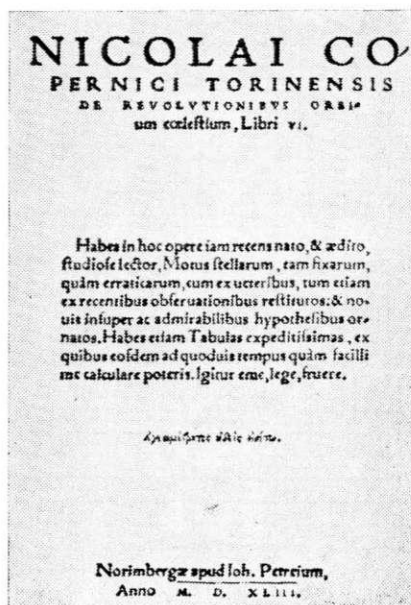 NICOLAI CO
PERNICI TORINENSIS
DE REVOLVTIONIBVS ORBI-
um cœlestium, Libri VI.
Habes in hoc opere iam recens nato, & ædito,
studiose lector, Motus stellarum, tam fixarum,
quàm erraticarum, cum ex ueteribus, tum etiam
ex recentibus obseruationibus restitutos: & no-
uis insuper ac admirabilibus hypothesibus or-
natos. Habes etiam Tabulas expeditissimas, ex
quibus eosdem ad quoduis tempus quàm facilli
me calculare poteris. Igitur eme, lege, fruere.
Norimbergæ apud Ioh. Petreium,
Anno M. D. XLIII.